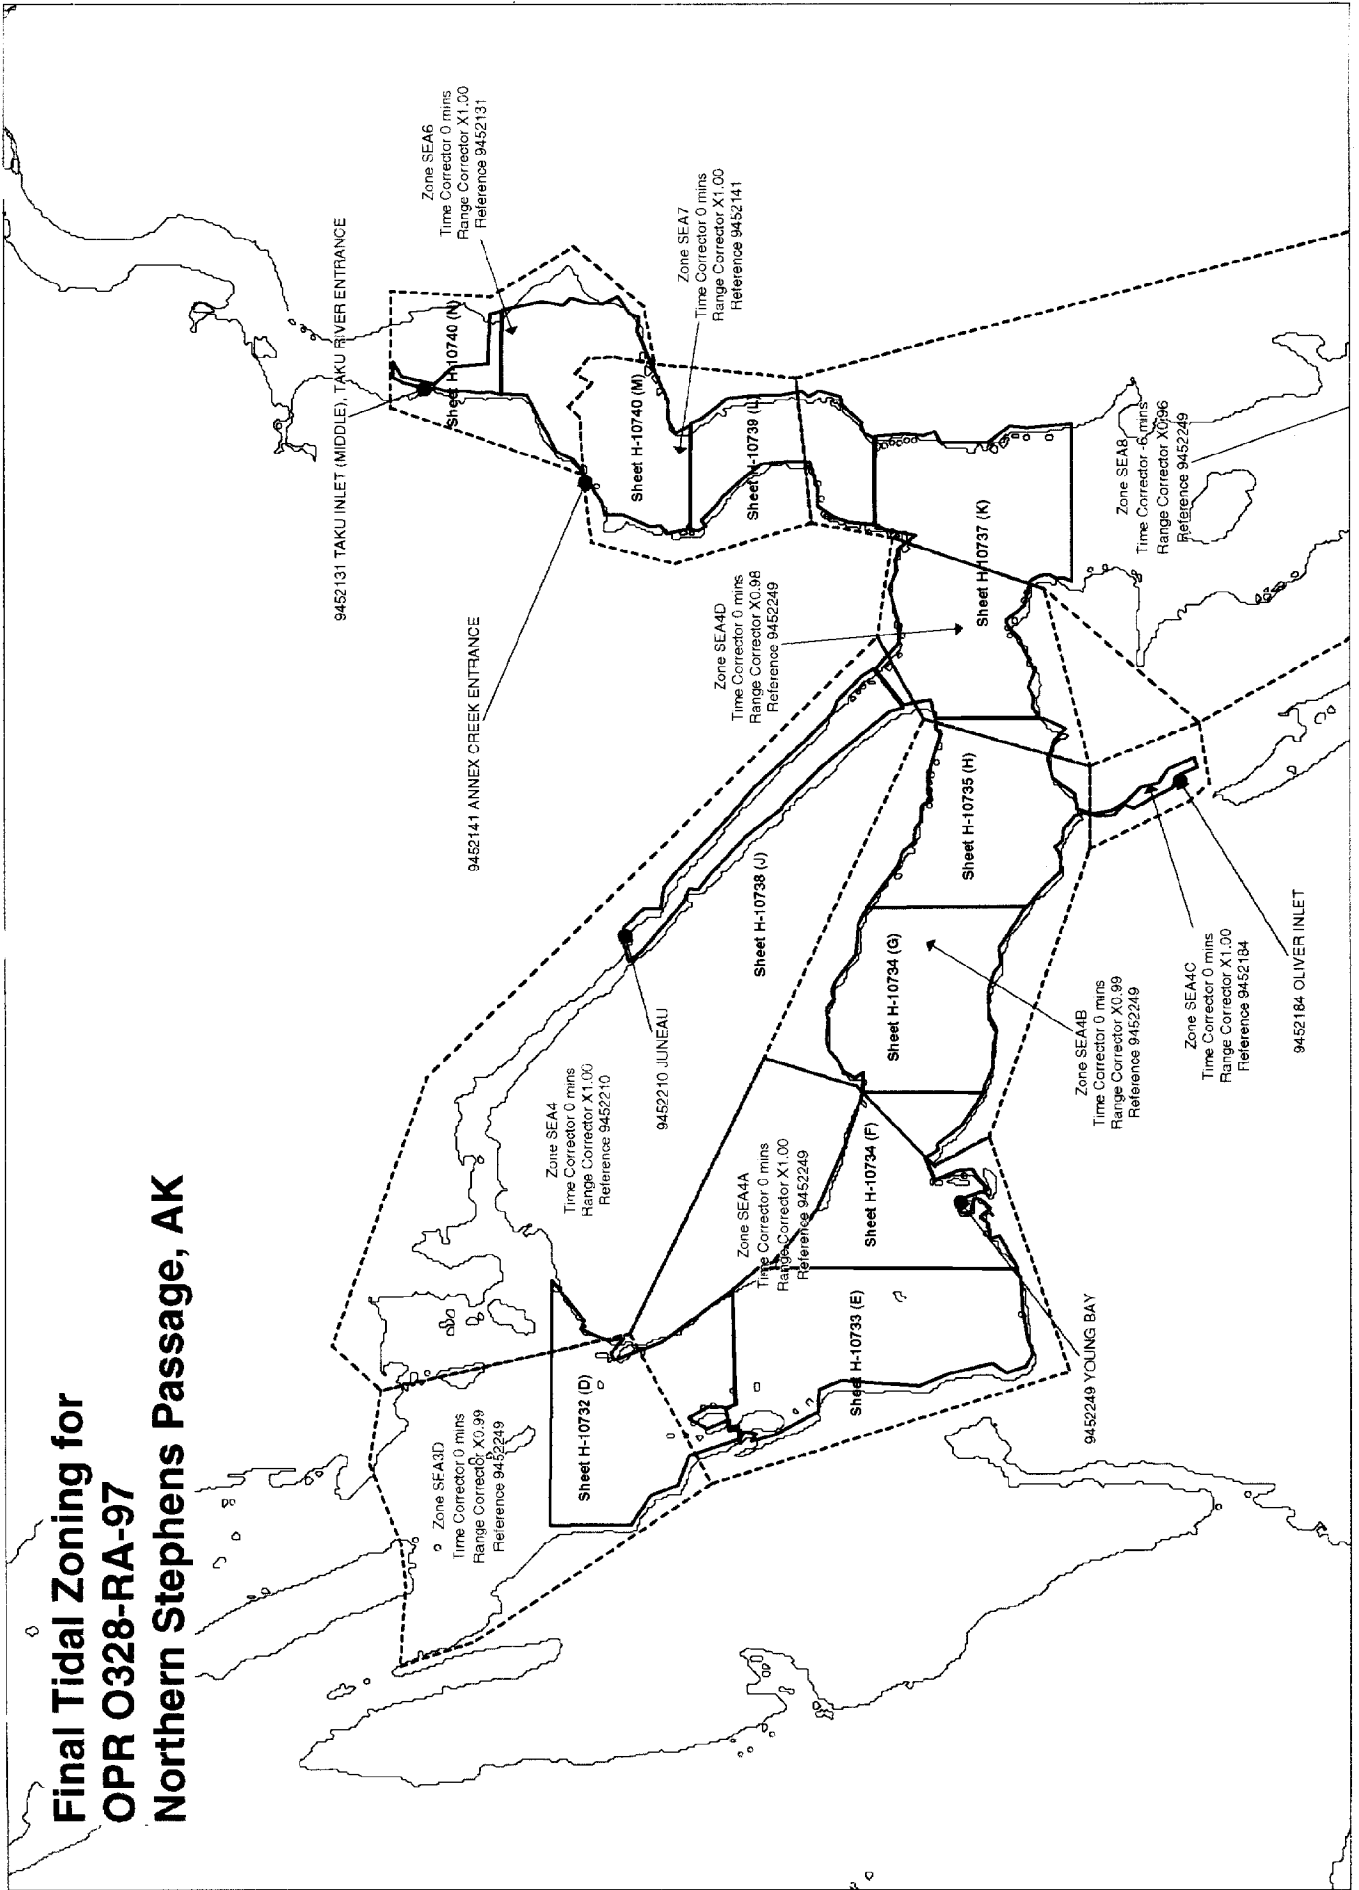 Final Tidal Zoning for
OPR O328-RA-97
Northern Stephens Passage, AK
Zone SEA3D
Time Corrector 0 mins
Range Corrector X0.99
Reference 9452249
Sheet H-10732 (D)
Zone SEA4
Time Corrector 0 mins
Range Corrector X1.00
Reference 9452210
9452210 JUNEAU
Zone SEA4A
Time Corrector 0 mins
Range Corrector X1.00
Reference 9452249
Sheet H-10733 (E)
Sheet H-10734 (F)
9452249 YOUNG BAY
Sheet H-10738 (J)
Sheet H-10734 (G)
Sheet H-10735 (H)
Zone SEA4B
Time Corrector 0 mins
Range Corrector X0.99
Reference 9452249
Zone SEA4C
Time Corrector 0 mins
Range Corrector X1.00
Reference 9452184
9452184 OLIVER INLET
9452141 ANNEX CREEK ENTRANCE
9452131 TAKU INLET (MIDDLE), TAKU RIVER ENTRANCE
Zone SEA4D
Time Corrector 0 mins
Range Corrector X0.98
Reference 9452249
Sheet H-10737 (K)
Sheet H-10740 (N)
Sheet H-10740 (M)
Sheet H-10739 (L)
Zone SEA6
Time Corrector 0 mins
Range Corrector X1.00
Reference 9452131
Zone SEA7
Time Corrector 0 mins
Range Corrector X1.00
Reference 9452141
Zone SEA8
Time Corrector -6 mins
Range Corrector X0.96
Reference 9452249